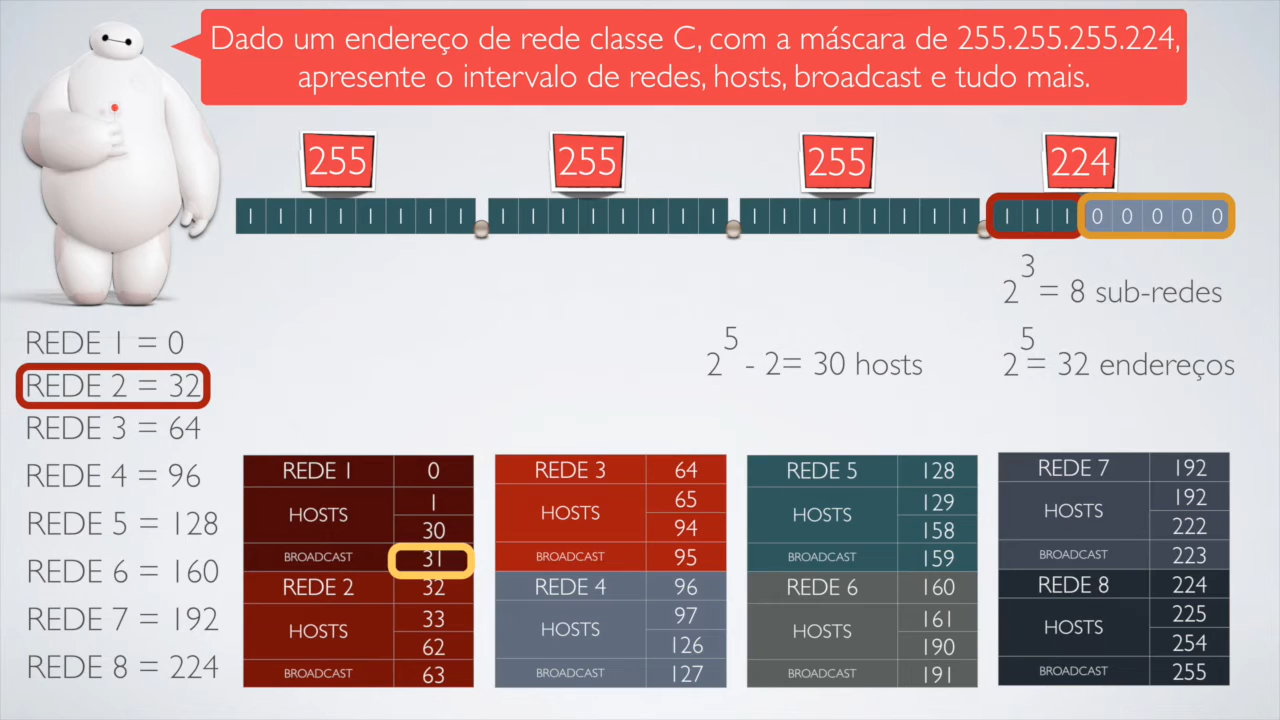 Dado um endereço de rede classe C, com a máscara de 255.255.255.224,
apresente o intervalo de redes, hosts, broadcast e tudo mais.
255 255 255 224
1 1 1 1 1 1 1 1 1 1 1 1 1 1 1 1 1 1 1 1 1 1 1 1 1 1 1 0 0 0 0 0
2³ = 8 sub-redes
2⁵ - 2= 30 hosts
2⁵= 32 endereços
REDE 1 = 0
REDE 2 = 32
REDE 3 = 64
REDE 4 = 96
REDE 5 = 128
REDE 6 = 160
REDE 7 = 192
REDE 8 = 224
REDE 1 0
HOSTS 1
30
BROADCAST 31
REDE 2 32
HOSTS 33
62
BROADCAST 63
REDE 3 64
HOSTS 65
94
BROADCAST 95
REDE 4 96
HOSTS 97
126
BROADCAST 127
REDE 5 128
HOSTS 129
158
BROADCAST 159
REDE 6 160
HOSTS 161
190
BROADCAST 191
REDE 7 192
HOSTS 192
222
BROADCAST 223
REDE 8 224
HOSTS 225
254
BROADCAST 255